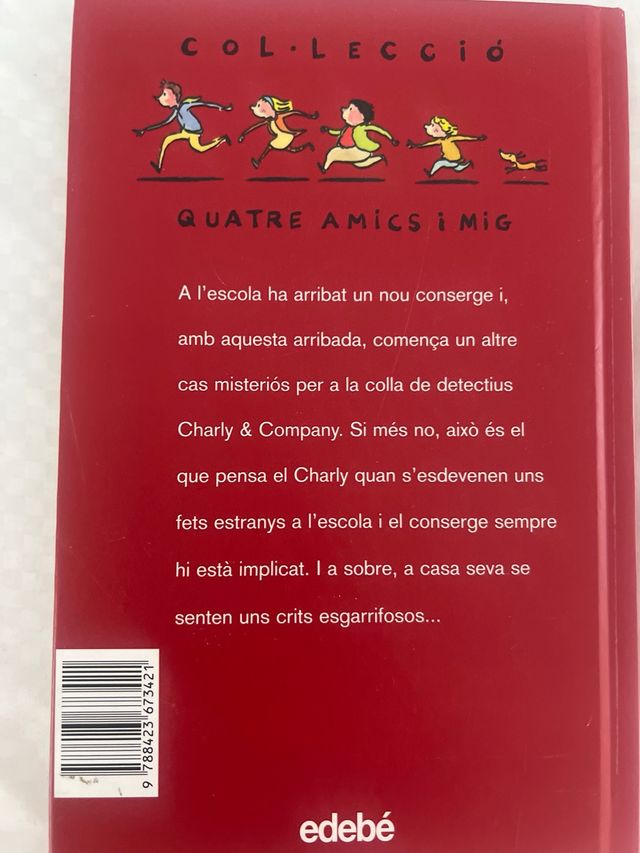 COL·LECCIÓ
QUATRE AMiCS i MiG
A l'escola ha arribat un nou conserge i,
amb aquesta arribada, comença un altre
cas misteriós per a la colla de detectius
Charly & Company. Si més no, això és el
que pensa el Charly quan s'esdevenen uns
fets estranys a l'escola i el conserge sempre
hi està implicat. I a sobre, a casa seva se
senten uns crits esgarrifosos...
9 788423 673421
edebé